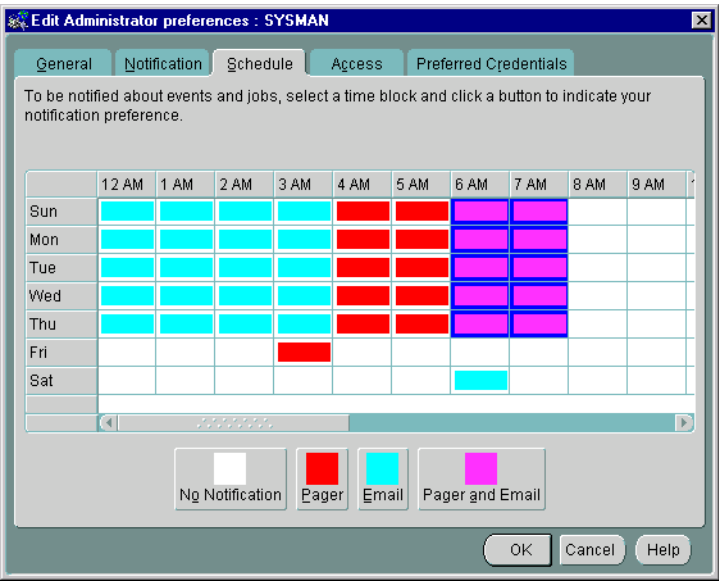 Edit Administrator preferences : SYSMAN
General Notification Schedule Access Preferred Credentials
To be notified about events and jobs, select a time block and click a button to indicate your
notification preference.
12 AM 1 AM 2 AM 3 AM 4 AM 5 AM 6 AM 7 AM 8 AM 9 AM
Sun
Mon
Tue
Wed
Thu
Fri
Sat
No Notification Pager Email Pager and Email
OK Cancel Help